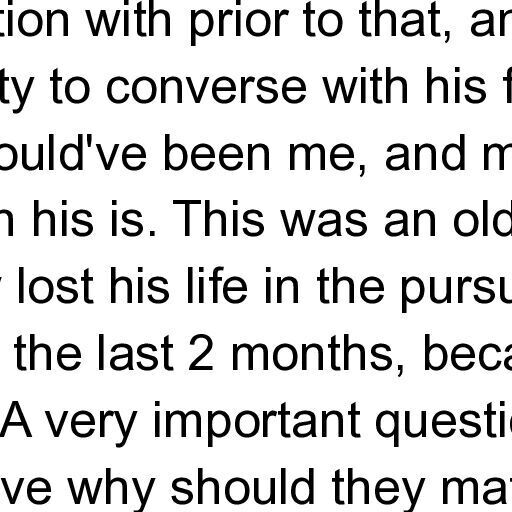 tion with prior to that, an
ty to converse with his f
ould've been me, and m
n his is. This was an old
lost his life in the pursu
the last 2 months, beca
A very important questi
ve why should they mat